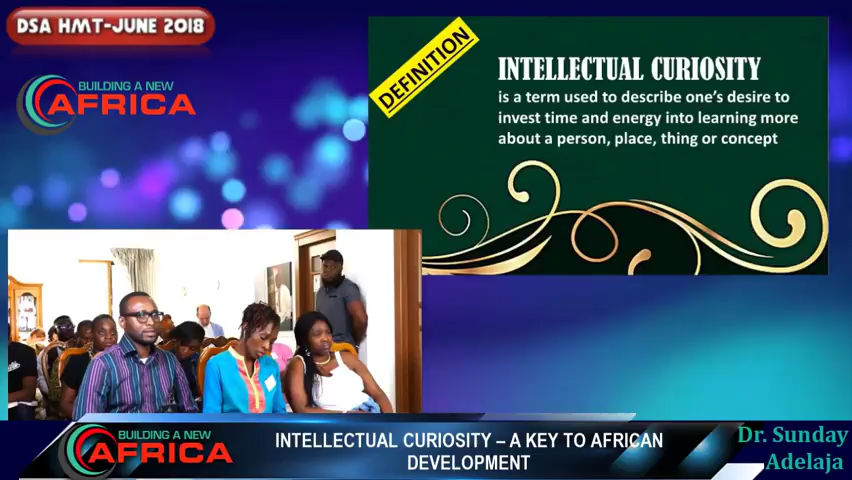 DSA HMT-JUNE 2018
BUILDING A NEW
AFRICA
DEFINITION
INTELLECTUAL CURIOSITY
is a term used to describe one's desire to
invest time and energy into learning more
about a person, place, thing or concept
BUILDING A NEW
AFRICA
INTELLECTUAL CURIOSITY – A KEY TO AFRICAN
DEVELOPMENT
Dr. Sunday
Adelaja